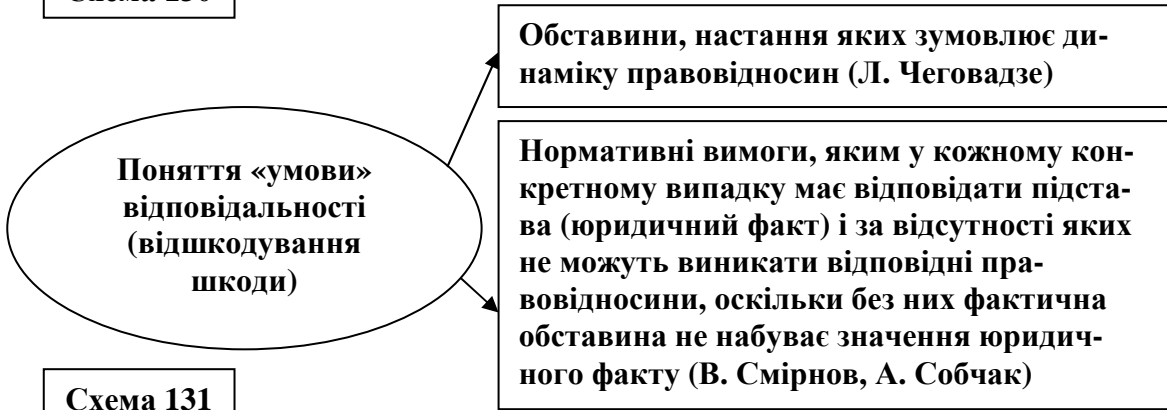 Схема 130
Обставини, настання яких зумовлює ди-
наміку правовідносин (Л. Чеговадзе)
Поняття «умови»
відповідальності
(відшкодування
шкоди)
Нормативні вимоги, яким у кожному кон-
кретному випадку має відповідати підста-
ва (юридичний факт) і за відсутності яких
не можуть виникати відповідні пра-
вовідносини, оскільки без них фактична
обставина не набуває значення юридич-
ного факту (В. Смірнов, А. Собчак)
Схема 131